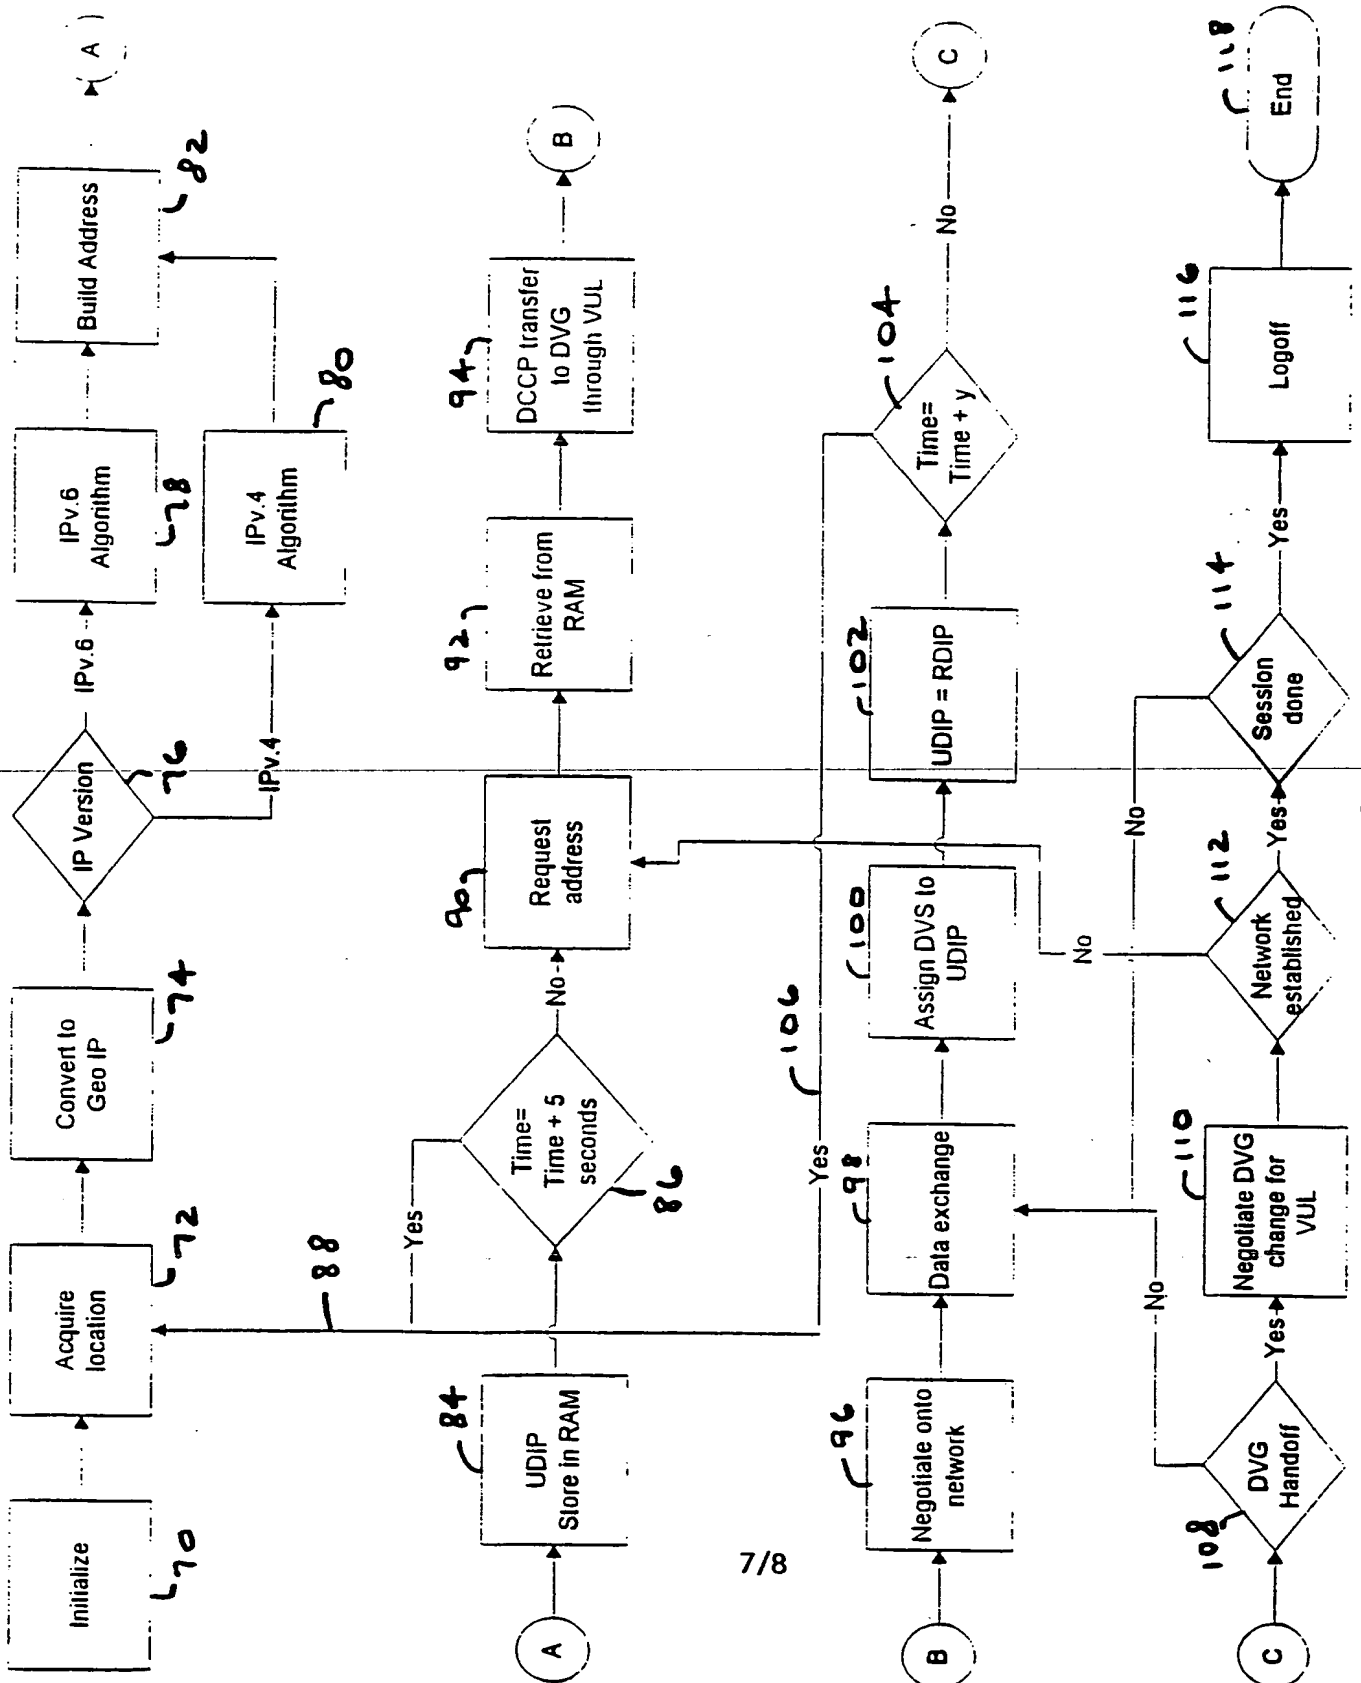 Initialize
70
Acquire
location
72
Convert to
Geo IP
74
IP Version
76
IPv.6
IPv.4
IPv.6
Algorithm
78
IPv.4
Algorithm
80
Build Address
82
A
A
UDIP
Store in RAM
84
Time=
Time + 5
seconds
86
Yes
88
No
Request
address
90
Retrieve from
RAM
92
DCCP transfer
to DVG
through VUL
94
B
B
Negotiate onto
network
96
Data exchange
98
Assign DVS to
UDIP
100
UDIP = RDIP
102
Time=
Time + y
104
Yes
106
No
C
C
DVG
Handoff
108
No
Yes
Negotiate DVG
change for
VUL
110
Network
established
112
No
Yes
Session
done
114
No
Yes
Logoff
116
End
118
7/8